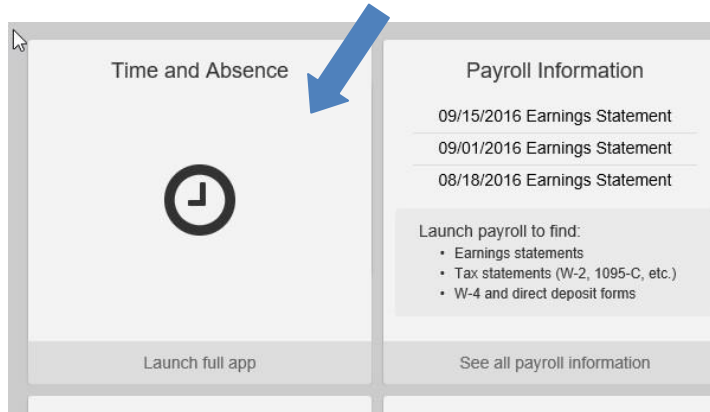 Time and Absence
Launch full app
Payroll Information
09/15/2016 Earnings Statement
09/01/2016 Earnings Statement
08/18/2016 Earnings Statement
Launch payroll to find:
• Earnings statements
• Tax statements (W-2, 1095-C, etc.)
• W-4 and direct deposit forms
See all payroll information